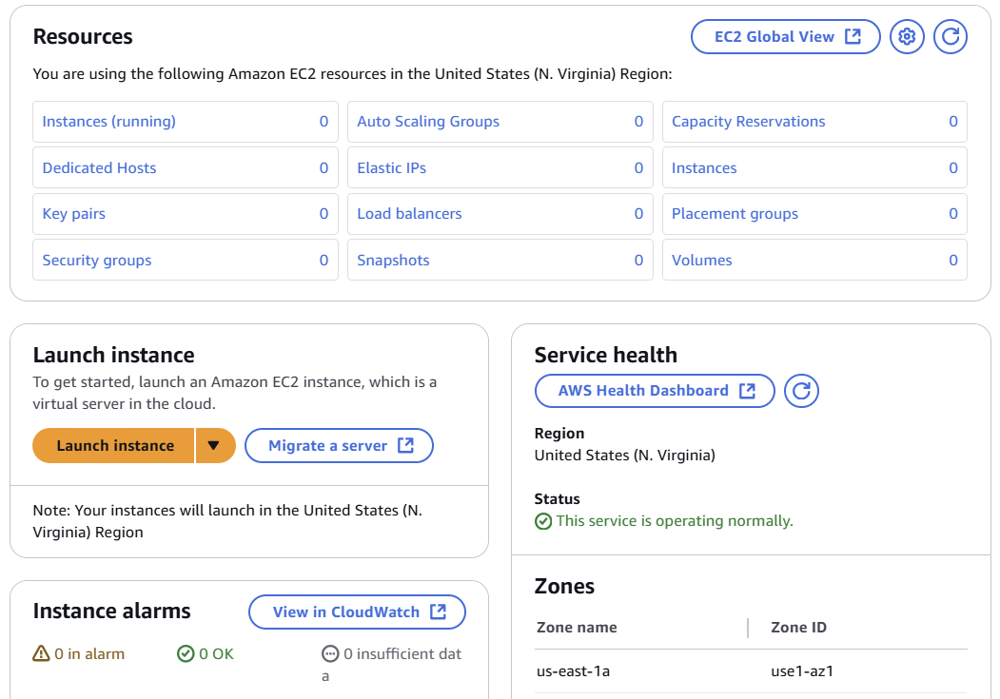 Resources
EC2 Global View
You are using the following Amazon EC2 resources in the United States (N. Virginia) Region:
Instances (running) 0
Auto Scaling Groups 0
Capacity Reservations 0
Dedicated Hosts 0
Elastic IPs 0
Instances 0
Key pairs 0
Load balancers 0
Placement groups 0
Security groups 0
Snapshots 0
Volumes 0
Launch instance
To get started, launch an Amazon EC2 instance, which is a
virtual server in the cloud.
Launch instance
Migrate a server
Note: Your instances will launch in the United States (N.
Virginia) Region
Instance alarms
View in CloudWatch
0 in alarm
0 OK
0 insufficient dat
a
Service health
AWS Health Dashboard
Region
United States (N. Virginia)
Status
This service is operating normally.
Zones
Zone name Zone ID
us-east-1a use1-az1